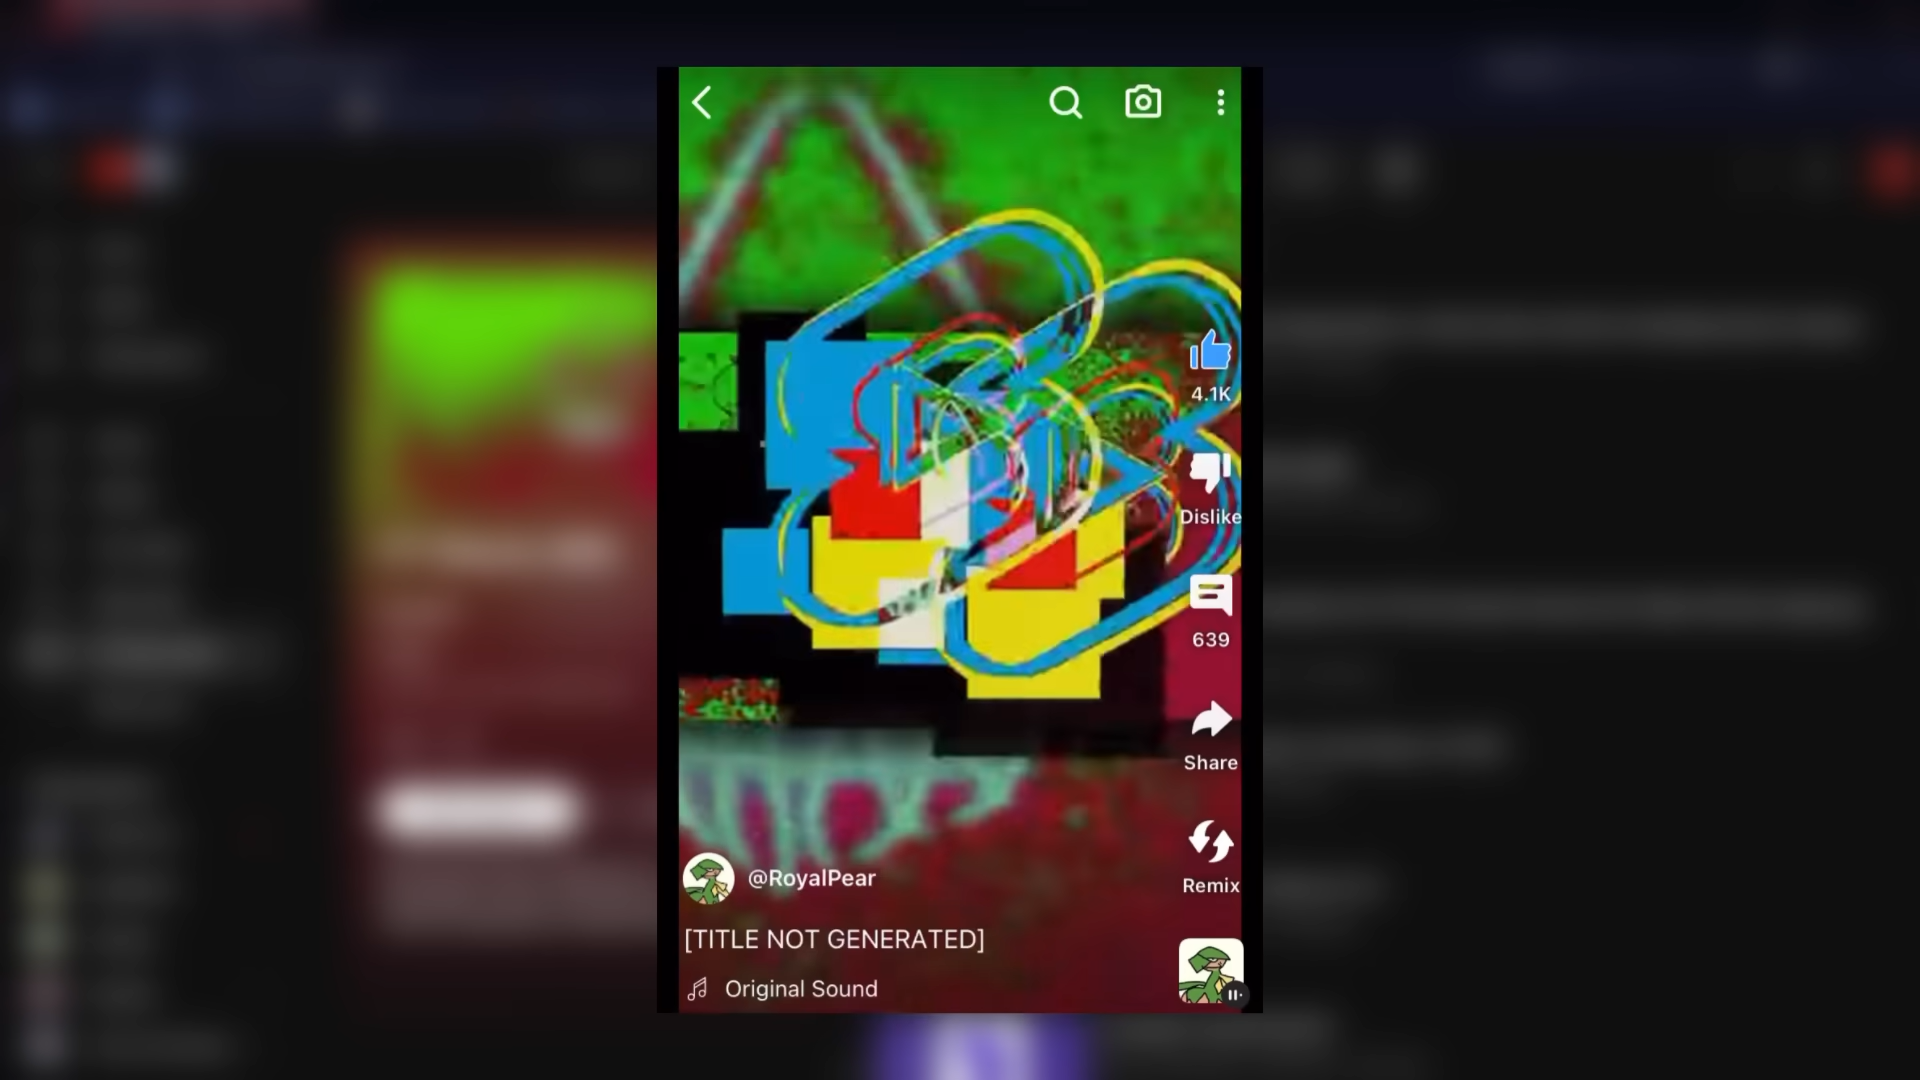 4.1K
Dislike
639
Share
Remix
@RoyalPear
[TITLE NOT GENERATED]
Original Sound